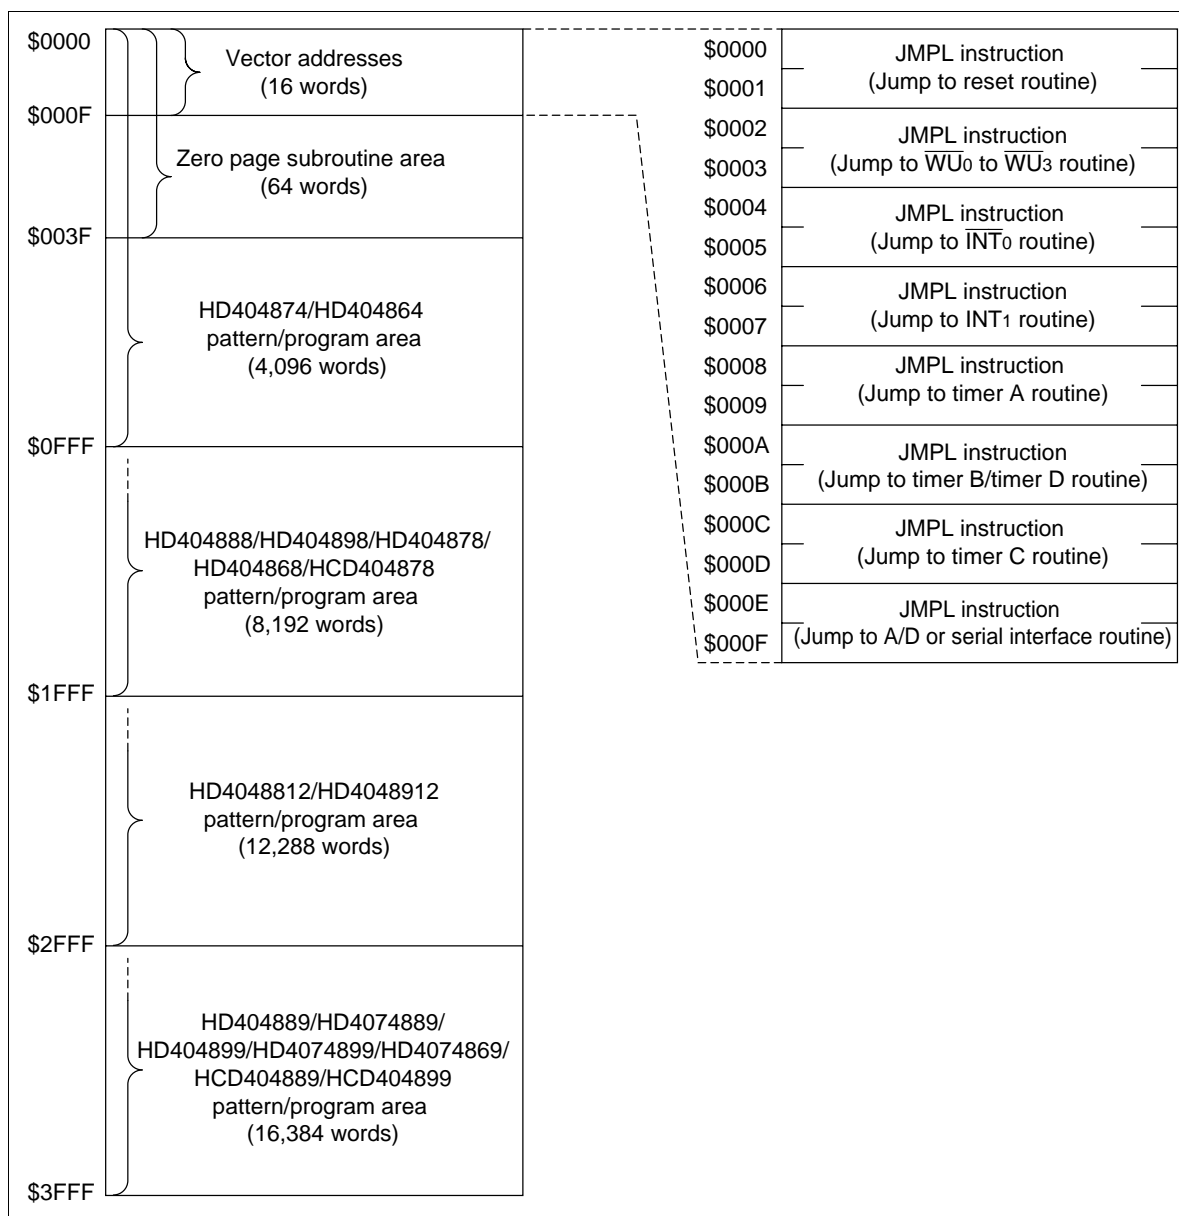 $0000
Vector addresses
(16 words)
$000F
Zero page subroutine area
(64 words)
$003F
HD404874/HD404864
pattern/program area
(4,096 words)
$0FFF
HD404888/HD404898/HD404878/
HD404868/HCD404878
pattern/program area
(8,192 words)
$1FFF
HD4048812/HD4048912
pattern/program area
(12,288 words)
$2FFF
HD404889/HD4074889/
HD404899/HD4074899/HD4074869/
HCD404889/HCD404899
pattern/program area
(16,384 words)
$3FFF
$0000
JMPL instruction
(Jump to reset routine)
$0001
$0002
JMPL instruction
(Jump to W̅U̅₀ to W̅U̅₃ routine)
$0003
$0004
JMPL instruction
(Jump to I̅N̅T̅₀ routine)
$0005
$0006
JMPL instruction
(Jump to INT₁ routine)
$0007
$0008
JMPL instruction
(Jump to timer A routine)
$0009
$000A
JMPL instruction
(Jump to timer B/timer D routine)
$000B
$000C
JMPL instruction
(Jump to timer C routine)
$000D
$000E
JMPL instruction
(Jump to A/D or serial interface routine)
$000F